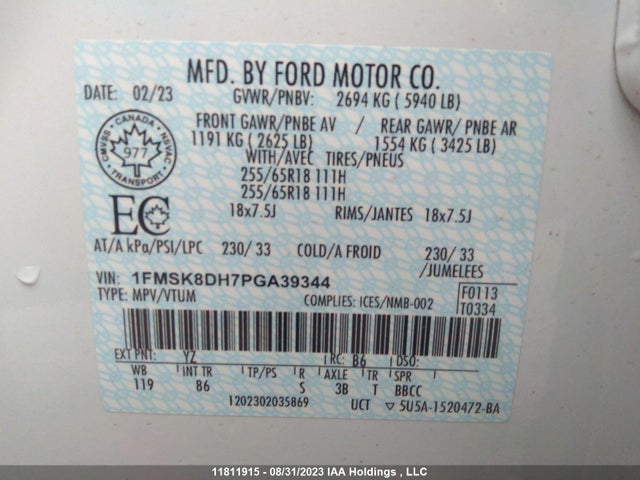 MFD. BY FORD MOTOR CO.
DATE: 02/23 GVWR/PNBV: 2694 KG ( 5940 LB)
FRONT GAWR/PNBE AV / REAR GAWR/ PNBE AR
1191 KG ( 2625 LB) 1554 KG ( 3425 LB)
WITH/AVEC TIRES/PNEUS
255/65R18 111H
255/65R18 111H
18x7.5J RIMS/JANTES 18x7.5J
CANADA
CMVSS NSVAC
977
TRANSPORT
EC
AT/A kPa/PSI/LPC 230/ 33 COLD/A FROID 230/ 33
/JUMELEES
VIN: 1FMSK8DH7PGA39344
TYPE: MPV/VTUM COMPLIES: ICES/NMB-002
F0113
T0334
EXT PNT: YZ RC: B6 DSO:
WB INT TR TP/PS R AXLE TR SPR
119 86 S 3B T BBCC
1202302035869 UCT ▽ 5U5A-1520472-BA
11811915 - 08/31/2023 IAA Holdings , LLC